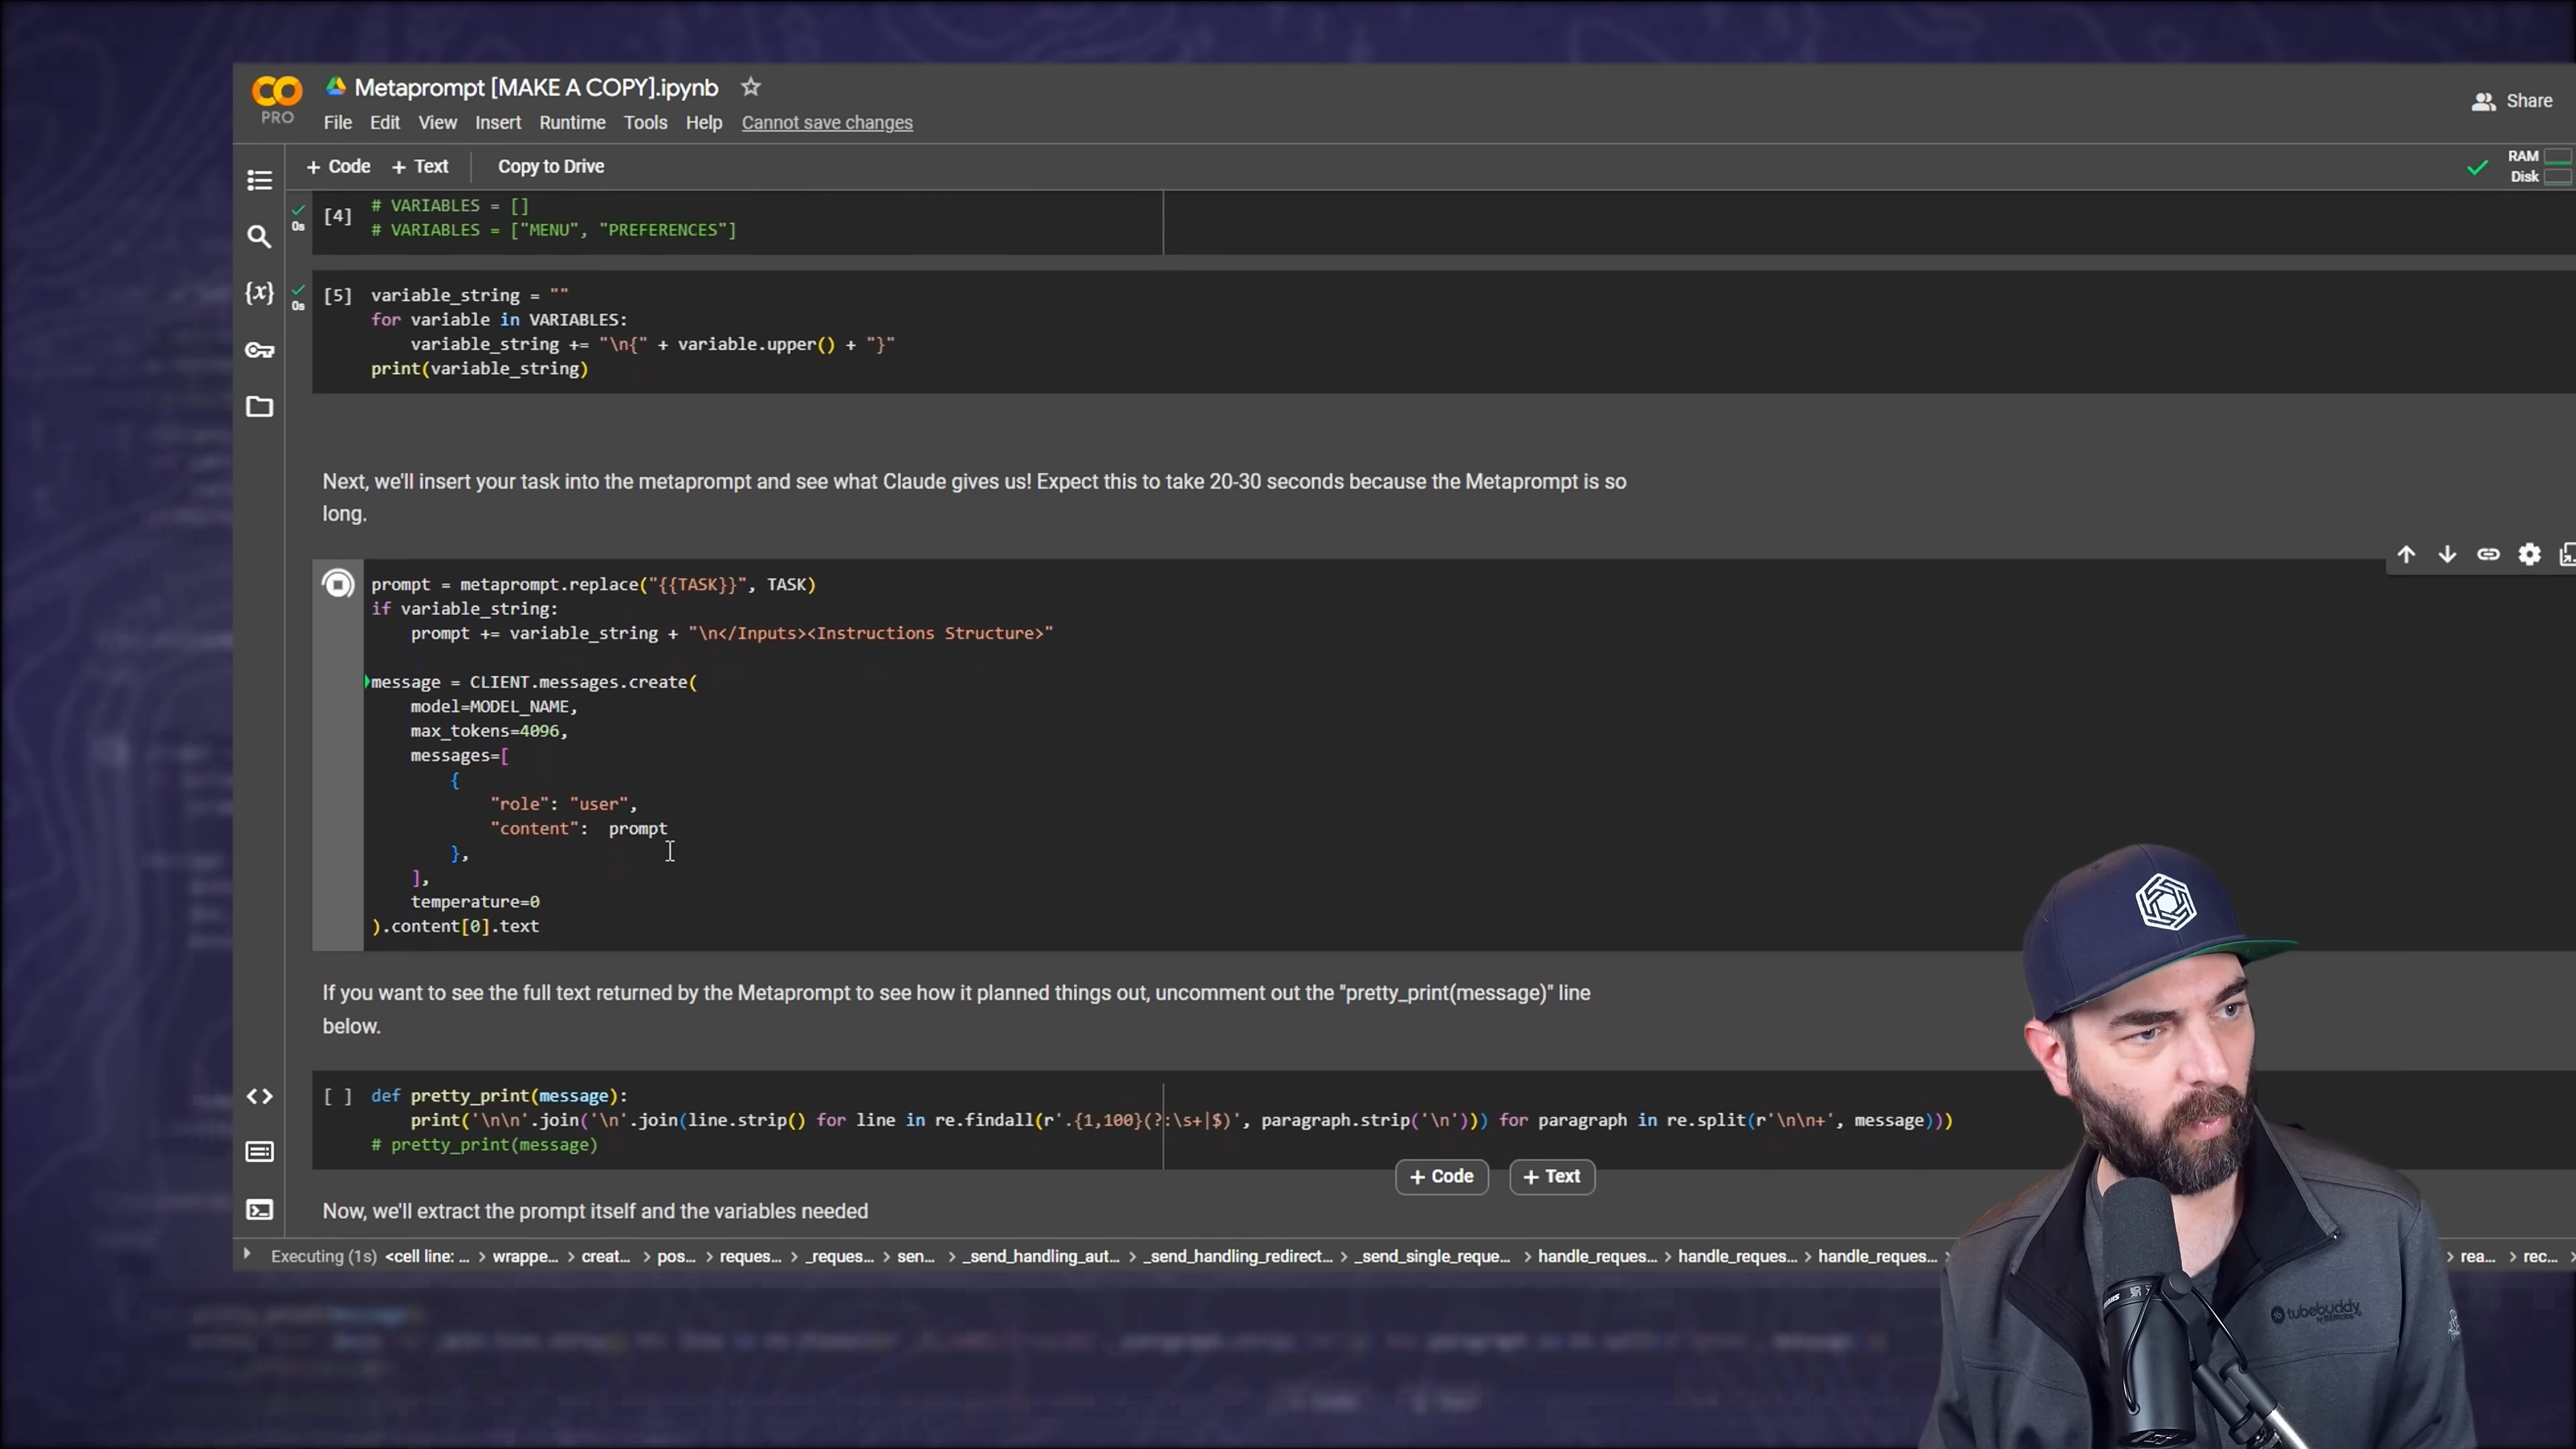 Metaprompt [MAKE A COPY].ipynb
PRO
File Edit View Insert Runtime Tools Help Cannot save changes
Share
+ Code + Text Copy to Drive
RAM
Disk
[4] # VARIABLES = []
0s
# VARIABLES = ["MENU", "PREFERENCES"]
{x}
[5] variable_string = ""
0s
for variable in VARIABLES:
variable_string += "\n{" + variable.upper() + "}"
print(variable_string)
Next, we'll insert your task into the metaprompt and see what Claude gives us! Expect this to take 20-30 seconds because the Metaprompt is so
long.
prompt = metaprompt.replace("{{TASK}}", TASK)
if variable_string:
prompt += variable_string + "\n</Inputs><Instructions Structure>"
message = CLIENT.messages.create(
model=MODEL_NAME,
max_tokens=4096,
messages=[
{
"role": "user",
"content":  prompt
},
],
temperature=0
).content[0].text
If you want to see the full text returned by the Metaprompt to see how it planned things out, uncomment out the "pretty_print(message)" line
below.
[ ] def pretty_print(message):
print('\n\n'.join('\n'.join(line.strip() for line in re.findall(r'.{1,100}(?:\s+|$)', paragraph.strip('\n'))) for paragraph in re.split(r'\n\n+', message)))
# pretty_print(message)
+ Code + Text
Now, we'll extract the prompt itself and the variables needed
Executing (1s) <cell line: ... > wrappe... > creat... > pos... > reques... > _reques... > sen... > _send_handling_aut... > _send_handling_redirect... > _send_single_reque... > handle_reques... > handle_reques... > handle_reques... > rea... > rec... >
tubebuddy